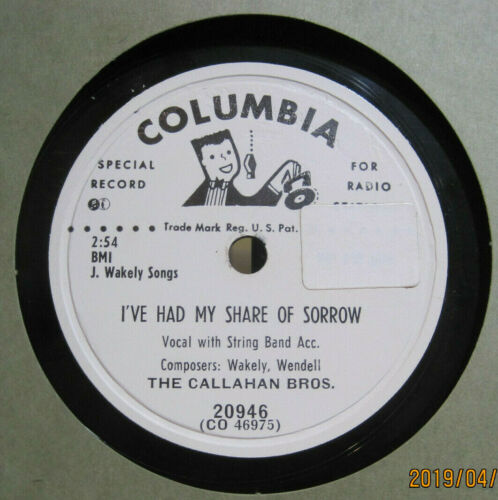 COLUMBIA
SPECIAL RECORD
FOR RADIO
Trade Mark Reg. U. S. Pat.
2:54
BMI
J. Wakely Songs
I'VE HAD MY SHARE OF SORROW
Vocal with String Band Acc.
Composers: Wakely, Wendell
THE CALLAHAN BROS.
20946
(CO 46975)
2019/04/